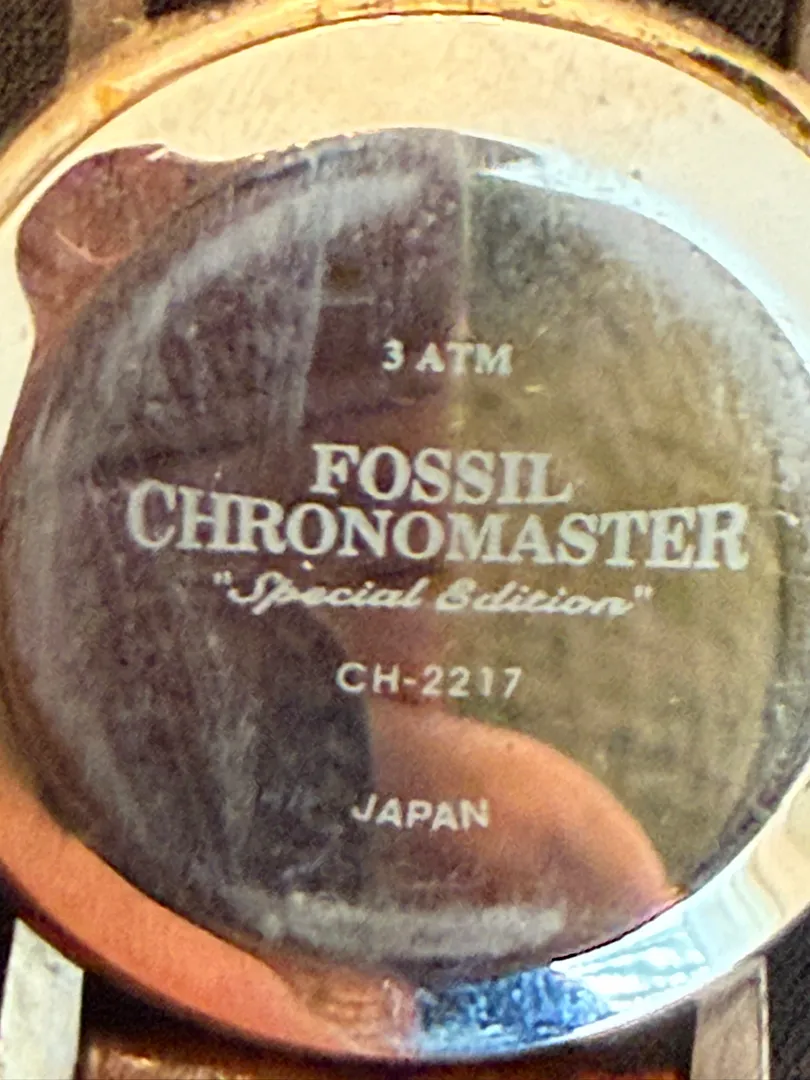 3 ATM
FOSSIL
CHRONOMASTER
"Special Edition"
CH-2217
JAPAN